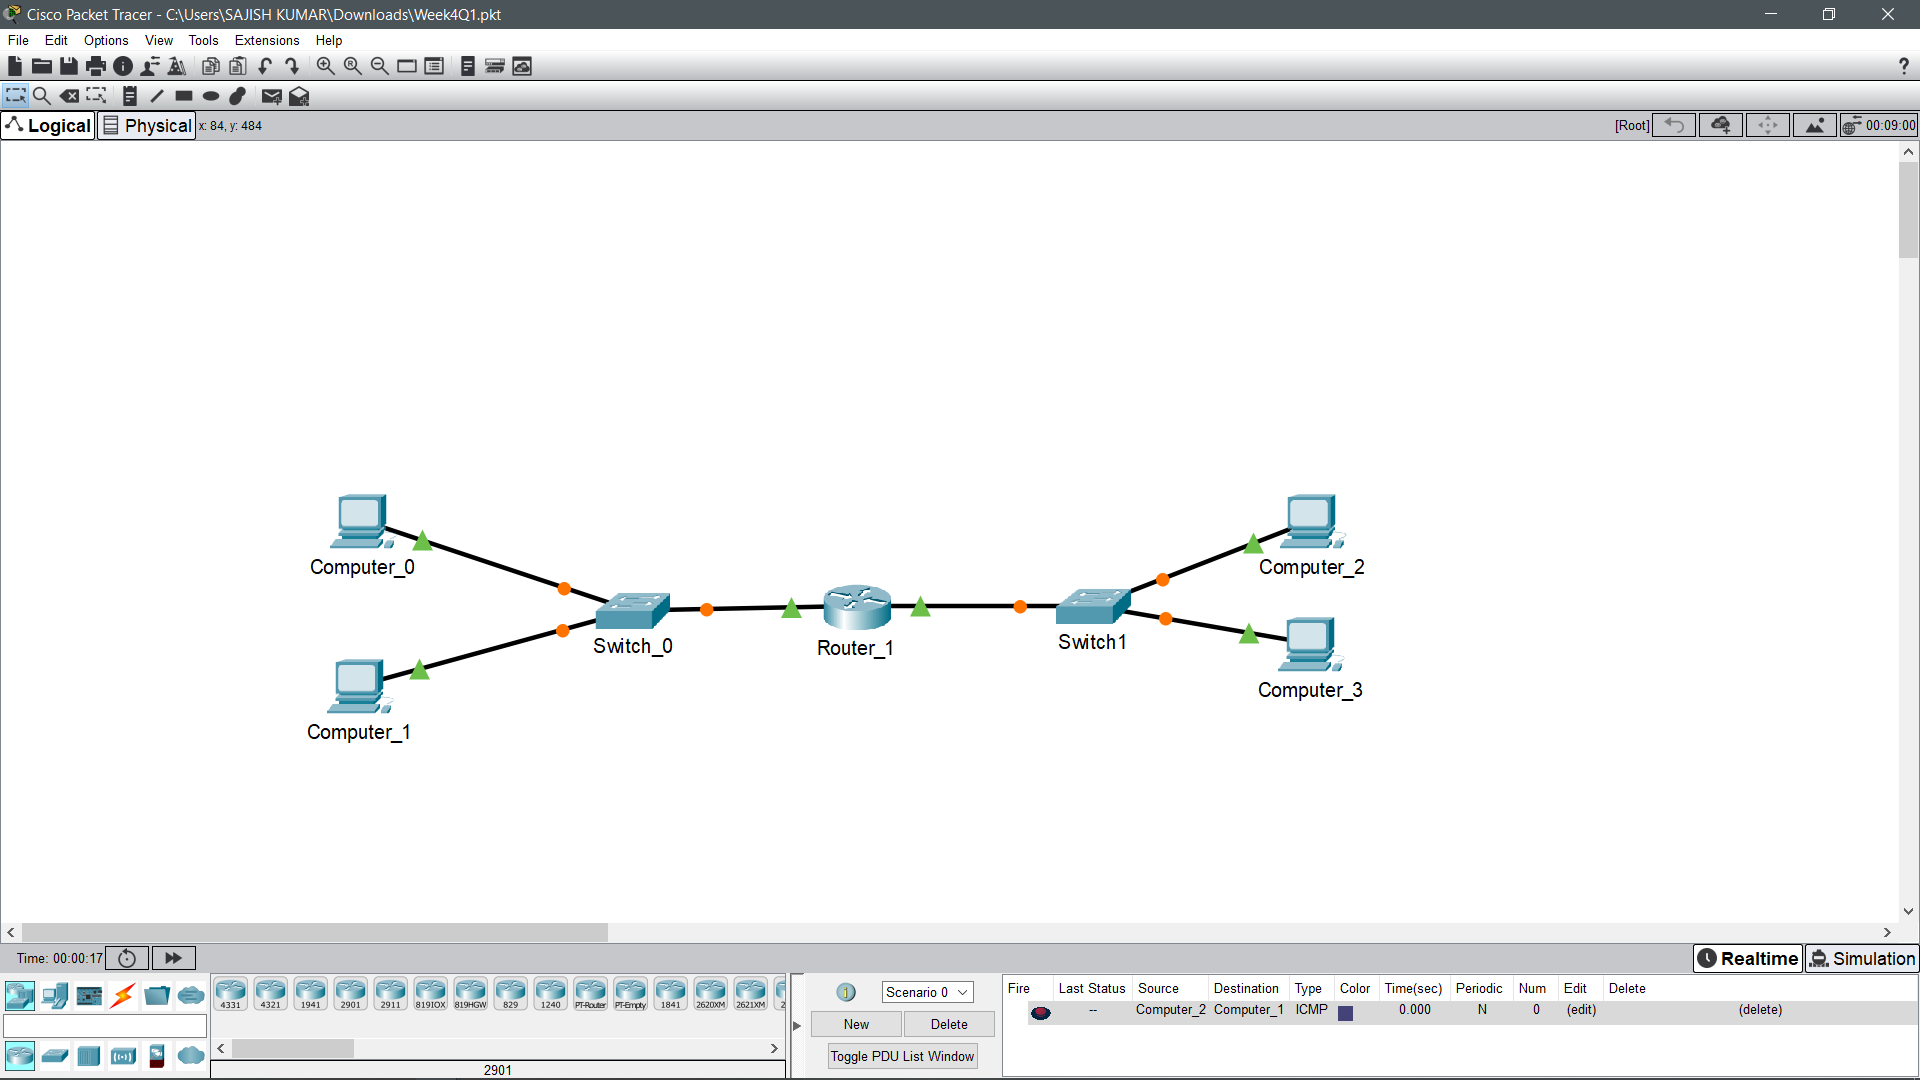 Cisco Packet Tracer - C:\Users\SAJISH KUMAR\Downloads\Week4Q1.pkt
File Edit Options View Tools Extensions Help
?
Logical Physical x: 84, y: 484 [Root] 00:09:00
Computer_0
Computer_2
Switch_0
Router_1
Switch1
Computer_3
Computer_1
Time: 00:00:17 Realtime Simulation
4331 4321 1941 2901 2911 819IOX 819HGW 829 1240 PT-Router PT-Empty 1841 2620XM 2621XM
2901
1 Scenario 0
New Delete
Toggle PDU List Window
Fire Last Status Source Destination Type Color Time(sec) Periodic Num Edit Delete
-- Computer_2 Computer_1 ICMP 0.000 N 0 (edit) (delete)